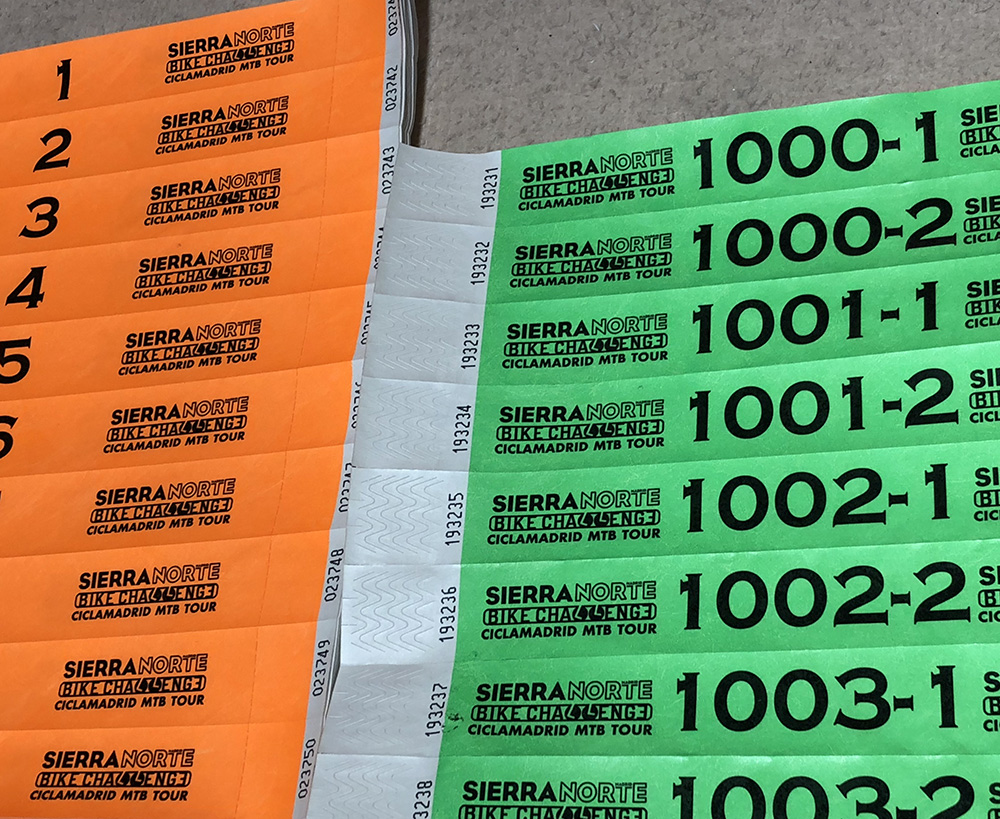 1
SIERRANORTE
BIKE CHALLENGE
CICLAMADRID MTB TOUR
023742
2
SIERRANORTE
BIKE CHALLENGE
CICLAMADRID MTB TOUR
023743
3
SIERRANORTE
BIKE CHALLENGE
CICLAMADRID MTB TOUR
4
SIERRANORTE
BIKE CHALLENGE
CICLAMADRID MTB TOUR
5
SIERRANORTE
BIKE CHALLENGE
CICLAMADRID MTB TOUR
SIERRANORTE
BIKE CHALLENGE
CICLAMADRID MTB TOUR
SIERRANORTE
BIKE CHALLENGE
CICLAMADRID MTB TOUR
SIERRANORTE
BIKE CHALLENGE
CICLAMADRID MTB TOUR
023748
SIERRANORTE
BIKE CHALLENGE
CICLAMADRID MTB TOUR
023749
SIERRANORTE
BIKE CHALLENGE
CICLAMADRID MTB TOUR
023750
193231
SIERRANORTE
BIKE CHALLENGE
CICLAMADRID MTB TOUR
1000-1
193232
SIERRANORTE
BIKE CHALLENGE
CICLAMADRID MTB TOUR
1000-2
193233
SIERRANORTE
BIKE CHALLENGE
CICLAMADRID MTB TOUR
1001-1
193234
SIERRANORTE
BIKE CHALLENGE
CICLAMADRID MTB TOUR
1001-2
193235
SIERRANORTE
BIKE CHALLENGE
CICLAMADRID MTB TOUR
1002-1
193236
SIERRANORTE
BIKE CHALLENGE
CICLAMADRID MTB TOUR
1002-2
193237
SIERRANORTE
BIKE CHALLENGE
CICLAMADRID MTB TOUR
1003-1
SIERRANORTE
BIKE CHALLENGE
1003-2